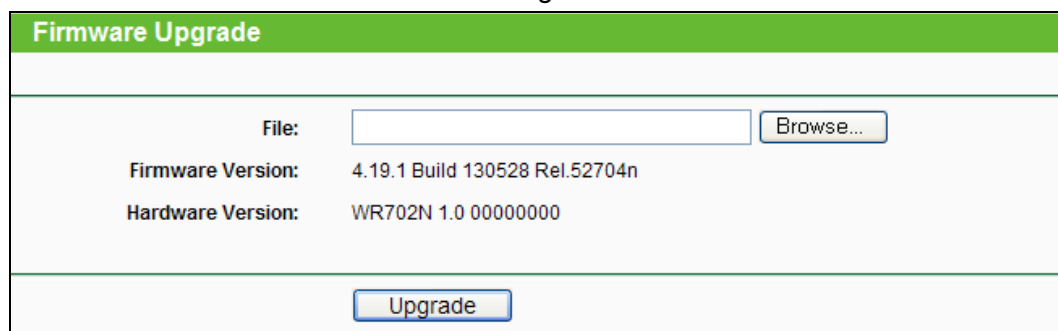 Firmware Upgrade
File: Browse...
Firmware Version: 4.19.1 Build 130528 Rel.52704n
Hardware Version: WR702N 1.0 00000000
Upgrade